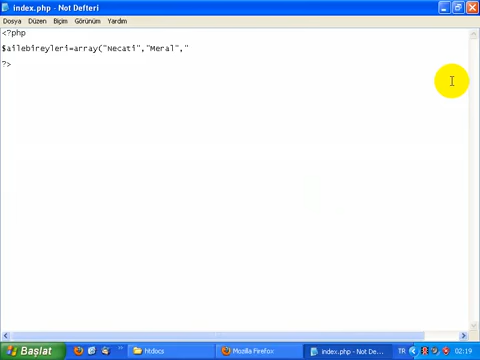 index.php - Not Defteri
Dosya Düzen Biçim Görünüm Yardım
<?php
$ailebireyleri=array("Necati","Meral","
?>
Başlat htdocs Mozilla Firefox index.php - Not De... TR 02:19